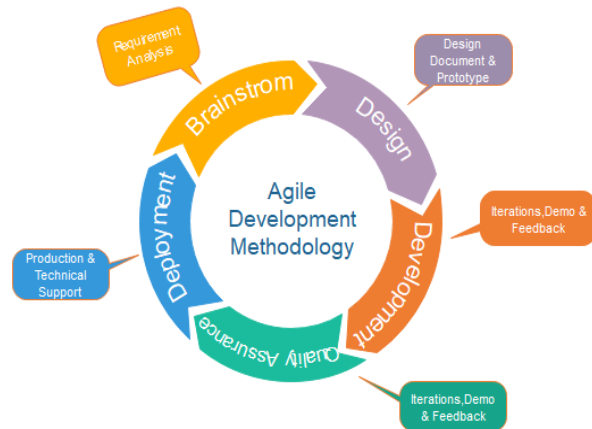 Requirement
Analysis
Brainstrom
Design
Document &
Prototype
Design
Agile
Development
Methodology
Iterations,Demo &
Feedback
Development
Production &
Technical
Support
Deployment
Quality Assurance
Iterations,Demo
& Feedback